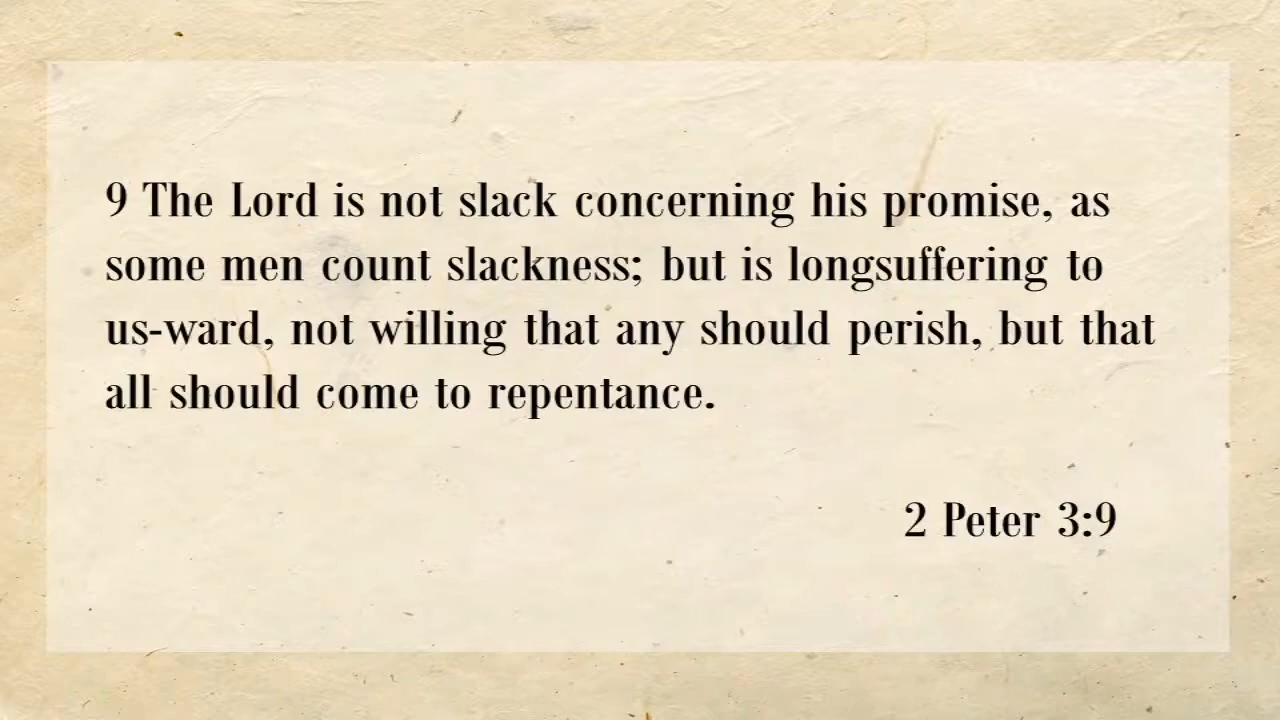 9 The Lord is not slack concerning his promise, as
some men count slackness; but is longsuffering to
us-ward, not willing that any should perish, but that
all should come to repentance.
2 Peter 3:9